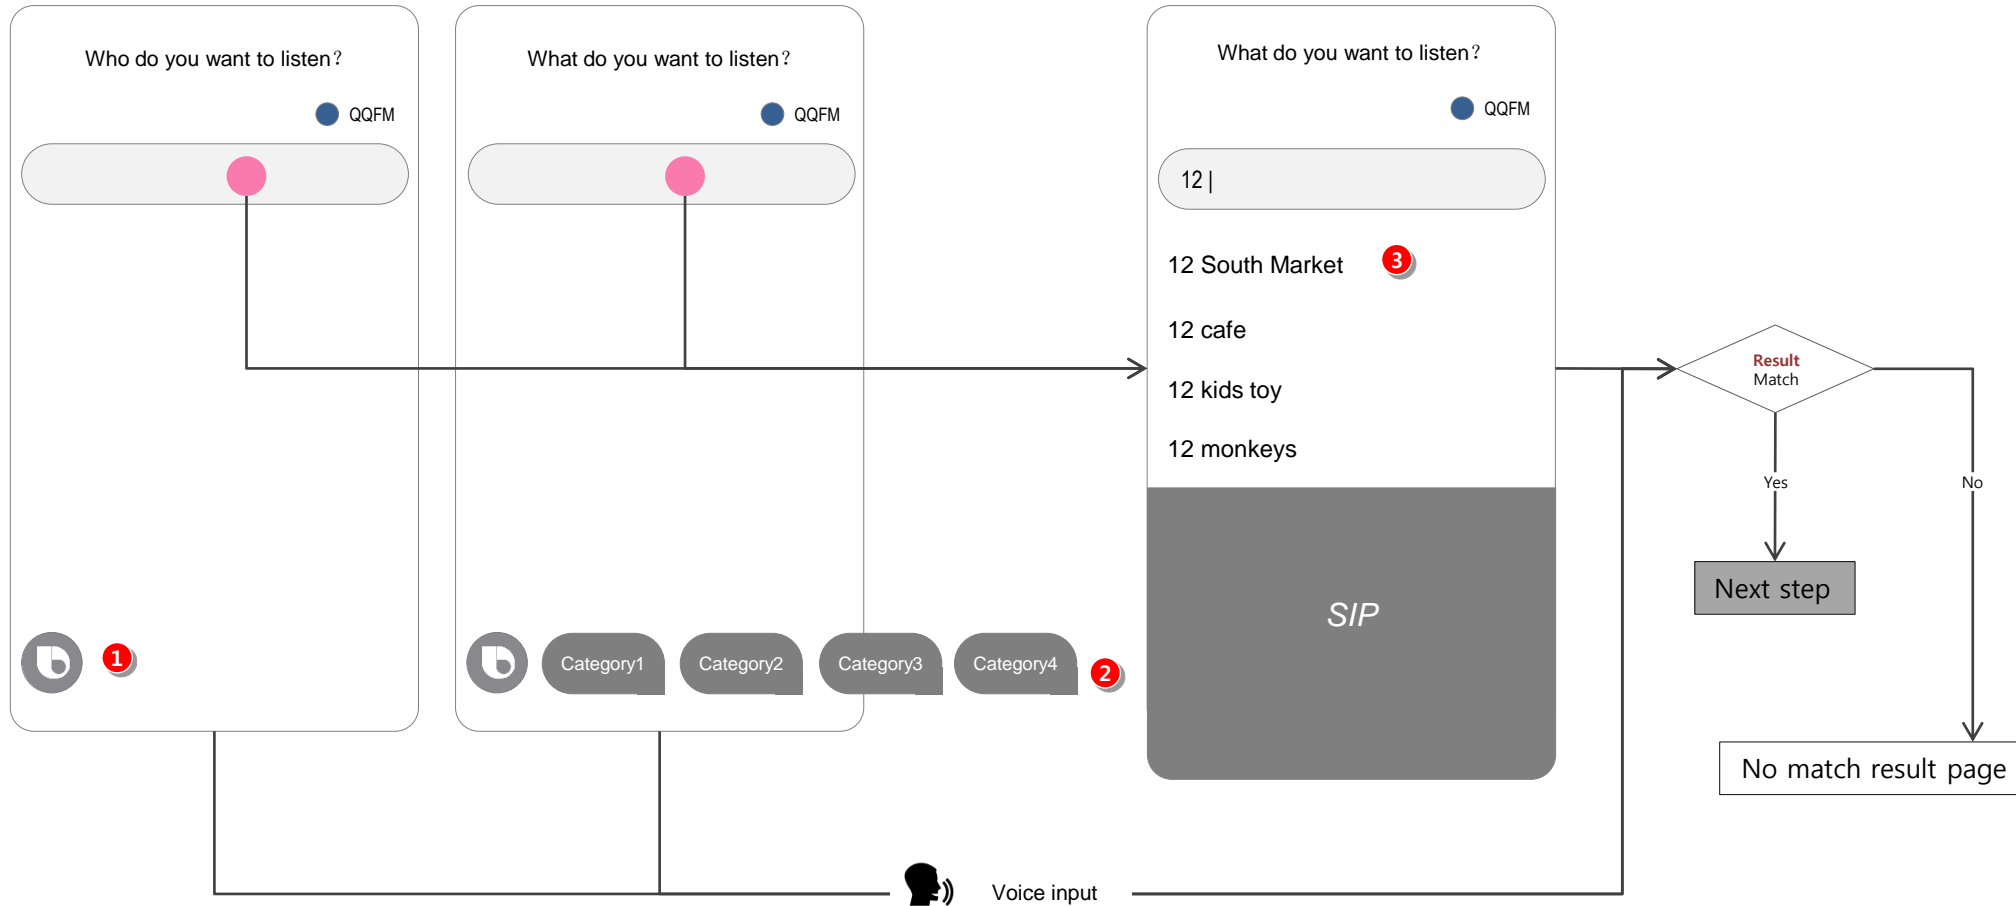 Who do you want to listen？
QQFM
1
What do you want to listen？
QQFM
Category1
Category2
Category3
Category4
2
What do you want to listen？
QQFM
12 |
12 South Market
3
12 cafe
12 kids toy
12 monkeys
SIP
Result
Match
Yes
No
Next step
No match result page
Voice input